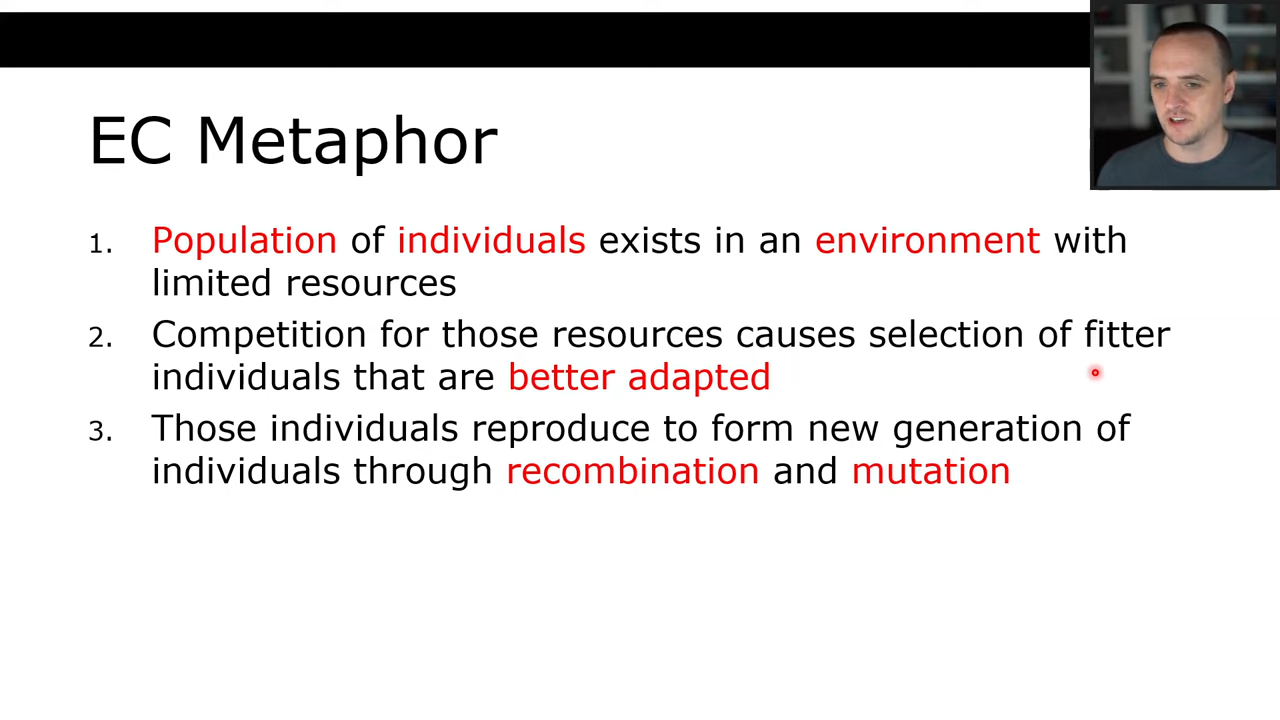 EC Metaphor
1. Population of individuals exists in an environment with
limited resources
2. Competition for those resources causes selection of fitter
individuals that are better adapted
3. Those individuals reproduce to form new generation of
individuals through recombination and mutation